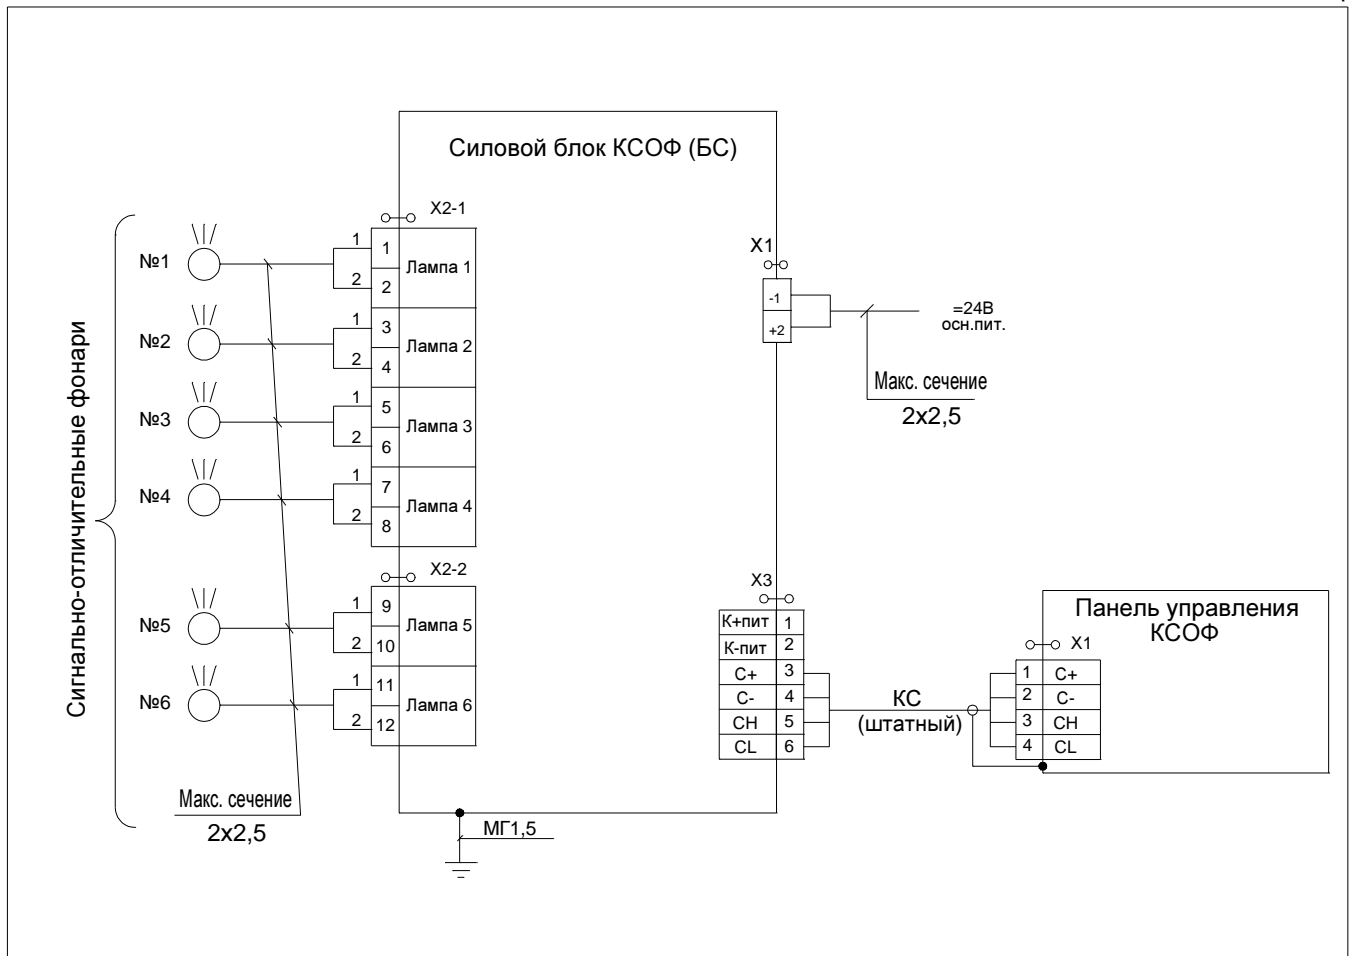 Силовой блок КСОФ (БС)
Сигнально-отличительные фонари
X2-1
№1
1
2
1
2
Лампа 1
№2
1
2
3
4
Лампа 2
№3
1
2
5
6
Лампа 3
№4
1
2
7
8
Лампа 4
X2-2
№5
1
2
9
10
Лампа 5
№6
1
2
11
12
Лампа 6
Макс. сечение
2x2,5
МГ1,5
X1
-1
+2
=24В
осн.пит.
Макс. сечение
2x2,5
X3
К+пит 1
К-пит 2
С+ 3
С- 4
CH 5
CL 6
КС
(штатный)
Панель управления
КСОФ
X1
1 С+
2 С-
3 CH
4 CL